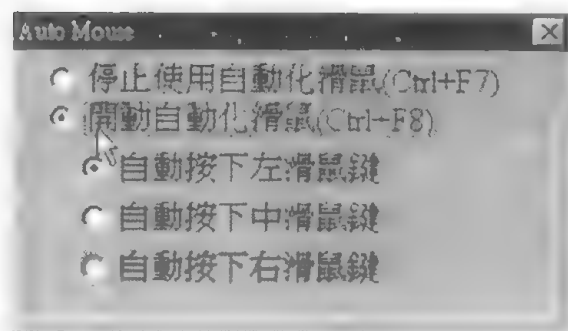 Auto Mouse
停止使用自動化滑鼠(Ctrl+F7)
開動自動化滑鼠(Ctrl+F8)
自動按下左滑鼠鍵
自動按下中滑鼠鍵
自動按下右滑鼠鍵